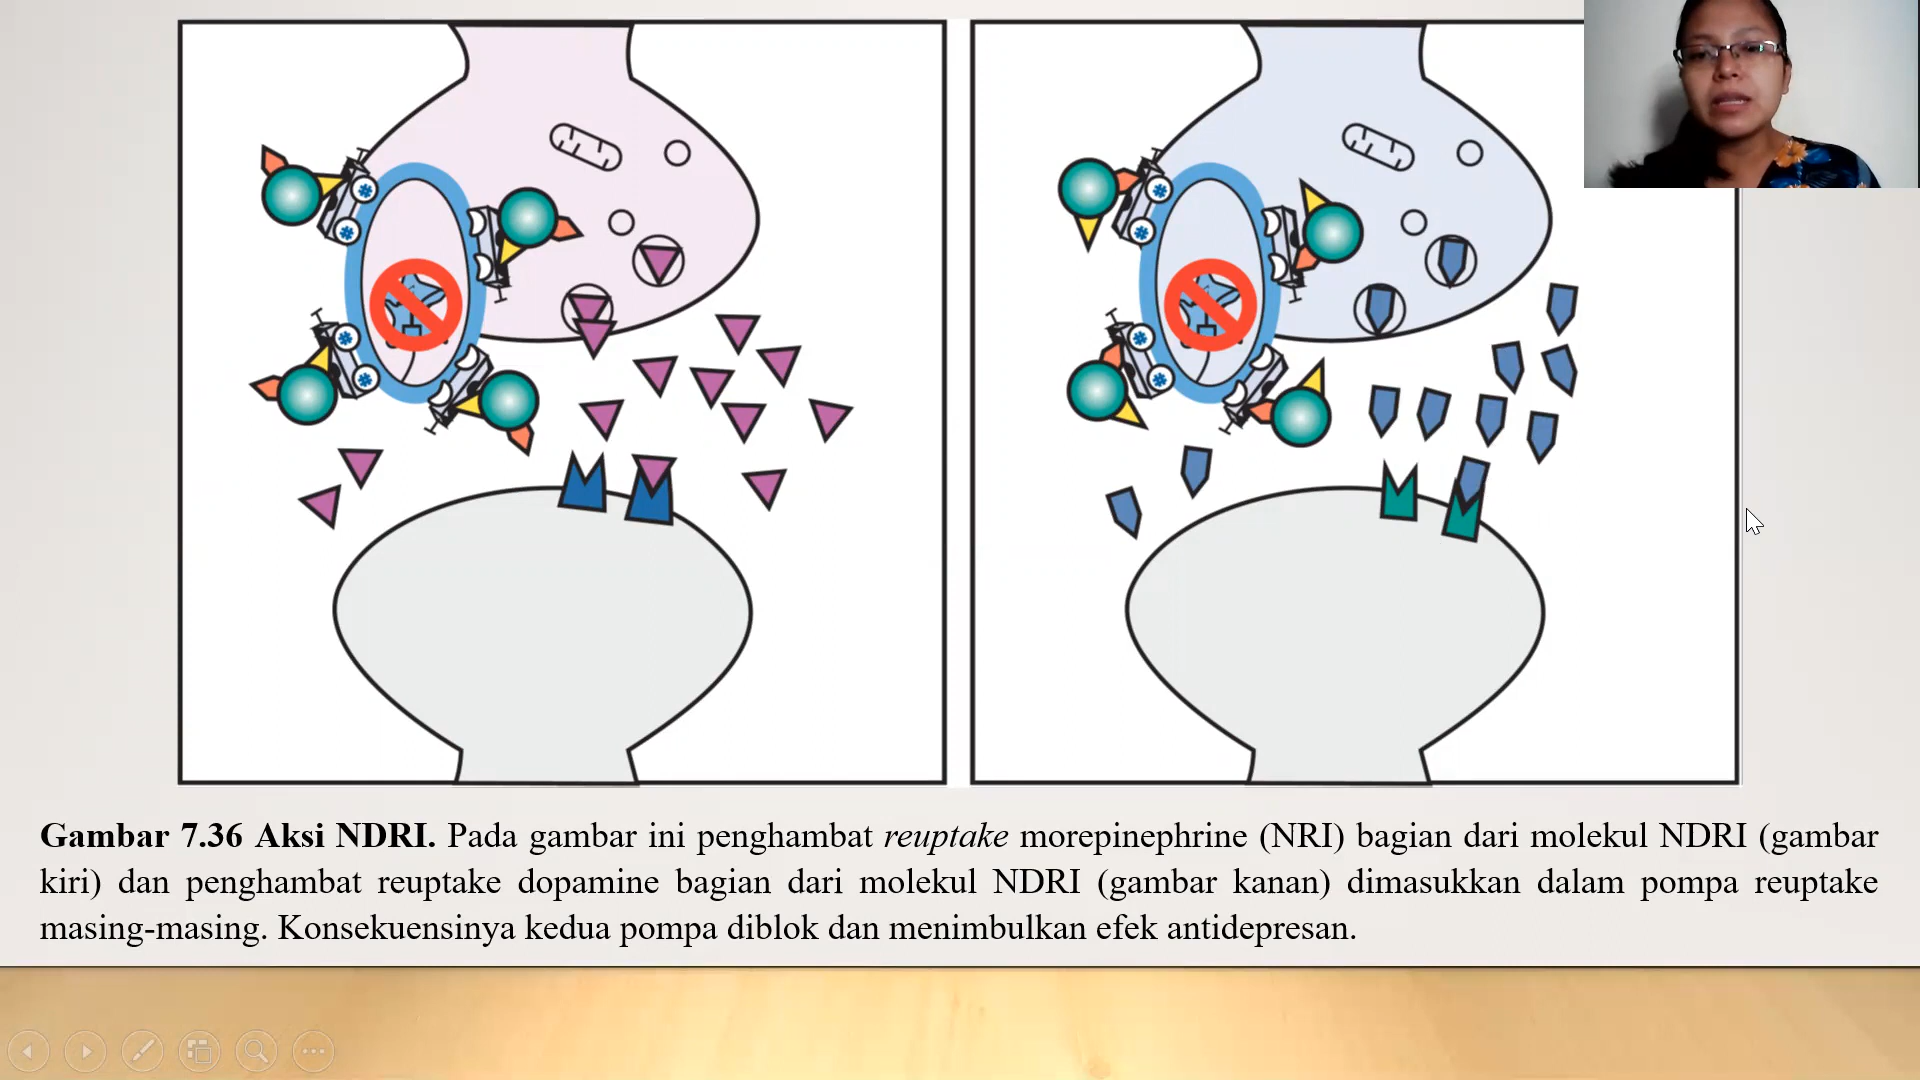 Gambar 7.36 Aksi NDRI. Pada gambar ini penghambat reuptake morepinephrine (NRI) bagian dari molekul NDRI (gambar
kiri) dan penghambat reuptake dopamine bagian dari molekul NDRI (gambar kanan) dimasukkan dalam pompa reuptake
masing-masing. Konsekuensinya kedua pompa diblok dan menimbulkan efek antidepresan.